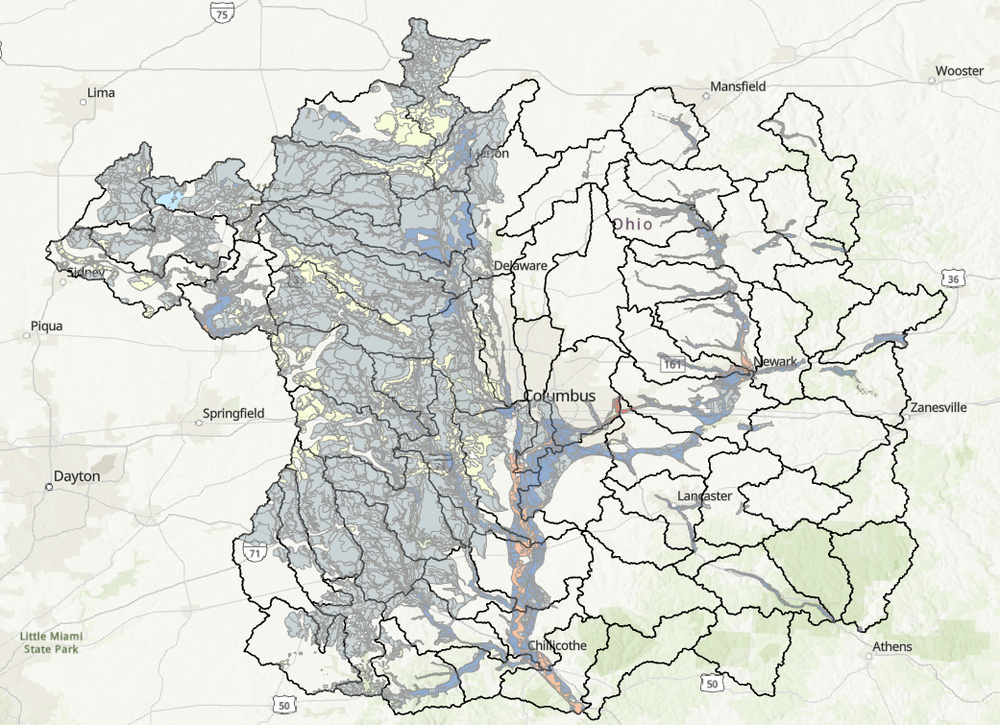 75
Wooster
Mansfield
Lima
Marion
Ohio
Delaware
Sidney
36
Piqua
161
Newark
Columbus
Zanesville
Springfield
Dayton
Lancaster
71
Little Miami
State Park
Chillicothe
Athens
50
50